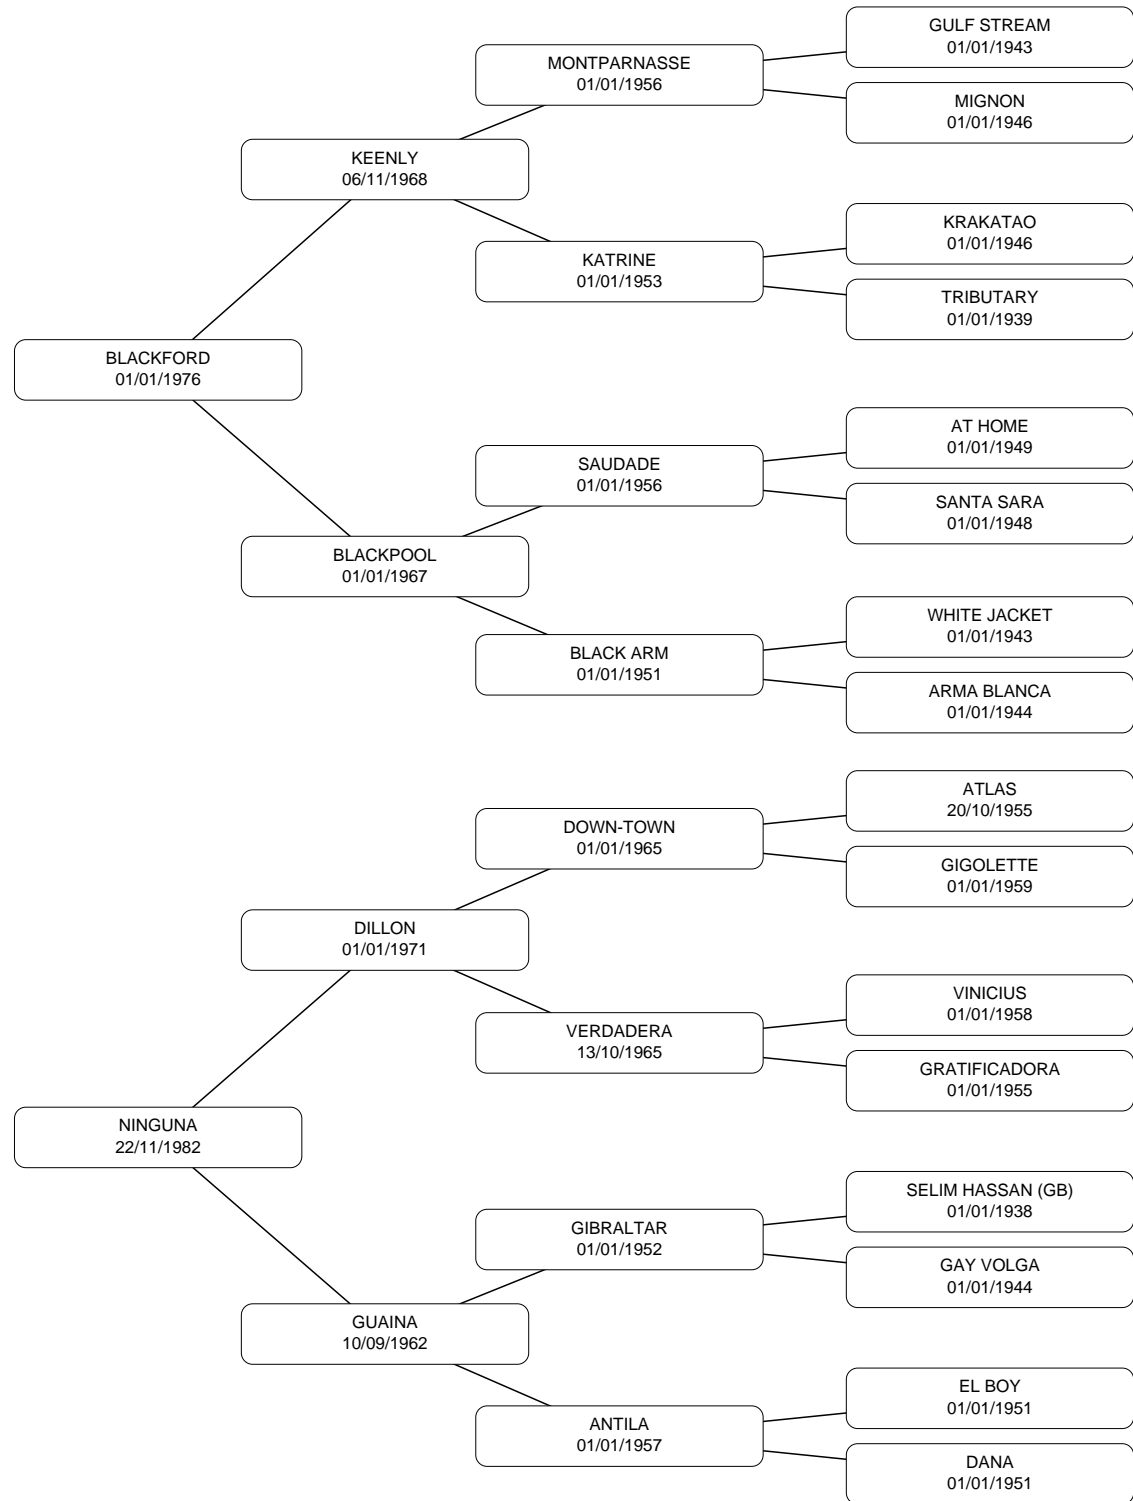 GULF STREAM
01/01/1943
MONTPARNASSE
01/01/1956
MIGNON
01/01/1946
KEENLY
06/11/1968
KRAKATAO
01/01/1946
KATRINE
01/01/1953
TRIBUTARY
01/01/1939
BLACKFORD
01/01/1976
AT HOME
01/01/1949
SAUDADE
01/01/1956
SANTA SARA
01/01/1948
BLACKPOOL
01/01/1967
WHITE JACKET
01/01/1943
BLACK ARM
01/01/1951
ARMA BLANCA
01/01/1944
ATLAS
20/10/1955
DOWN-TOWN
01/01/1965
GIGOLETTE
01/01/1959
DILLON
01/01/1971
VINICIUS
01/01/1958
VERDADERA
13/10/1965
GRATIFICADORA
01/01/1955
NINGUNA
22/11/1982
SELIM HASSAN (GB)
01/01/1938
GIBRALTAR
01/01/1952
GAY VOLGA
01/01/1944
GUAINA
10/09/1962
EL BOY
01/01/1951
ANTILA
01/01/1957
DANA
01/01/1951